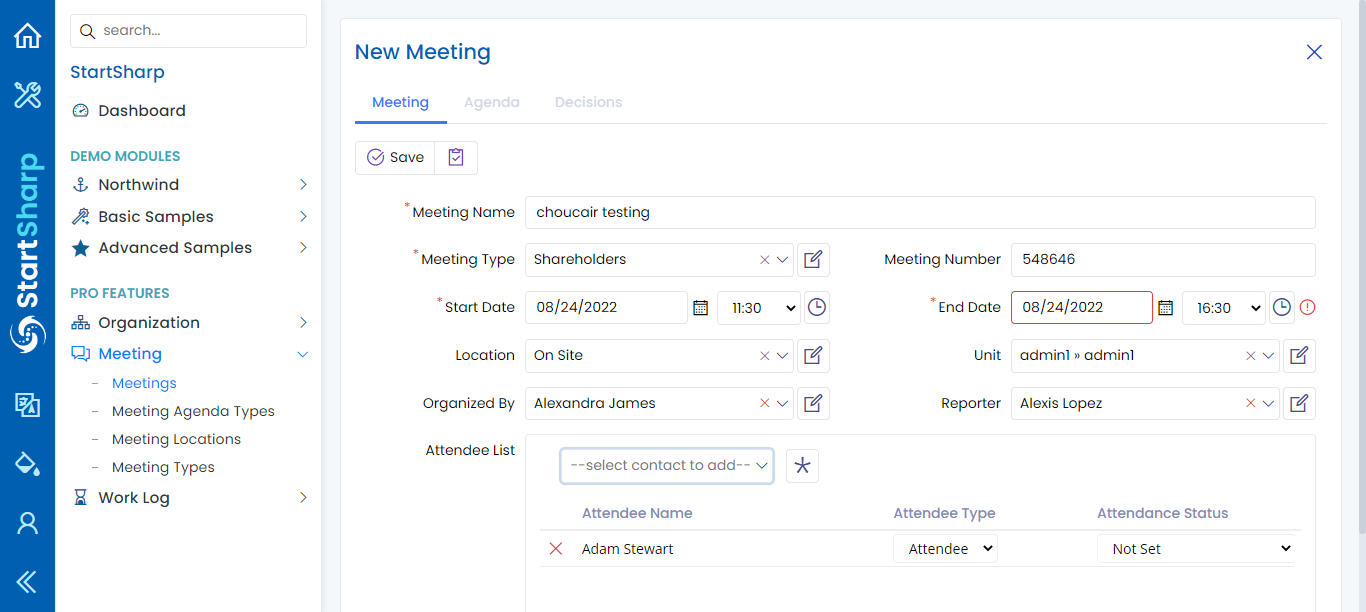 StartSharp
search...
StartSharp
Dashboard
DEMO MODULES
Northwind
Basic Samples
Advanced Samples
PRO FEATURES
Organization
Meeting
Meetings
Meeting Agenda Types
Meeting Locations
Meeting Types
Work Log
New Meeting
Meeting Agenda Decisions
Save
*Meeting Name choucair testing
*Meeting Type Shareholders Meeting Number 548646
*Start Date 08/24/2022 11:30 *End Date 08/24/2022 16:30
Location On Site Unit admin1 » admin1
Organized By Alexandra James Reporter Alexis Lopez
Attendee List --select contact to add--
Attendee Name Attendee Type Attendance Status
Adam Stewart Attendee Not Set